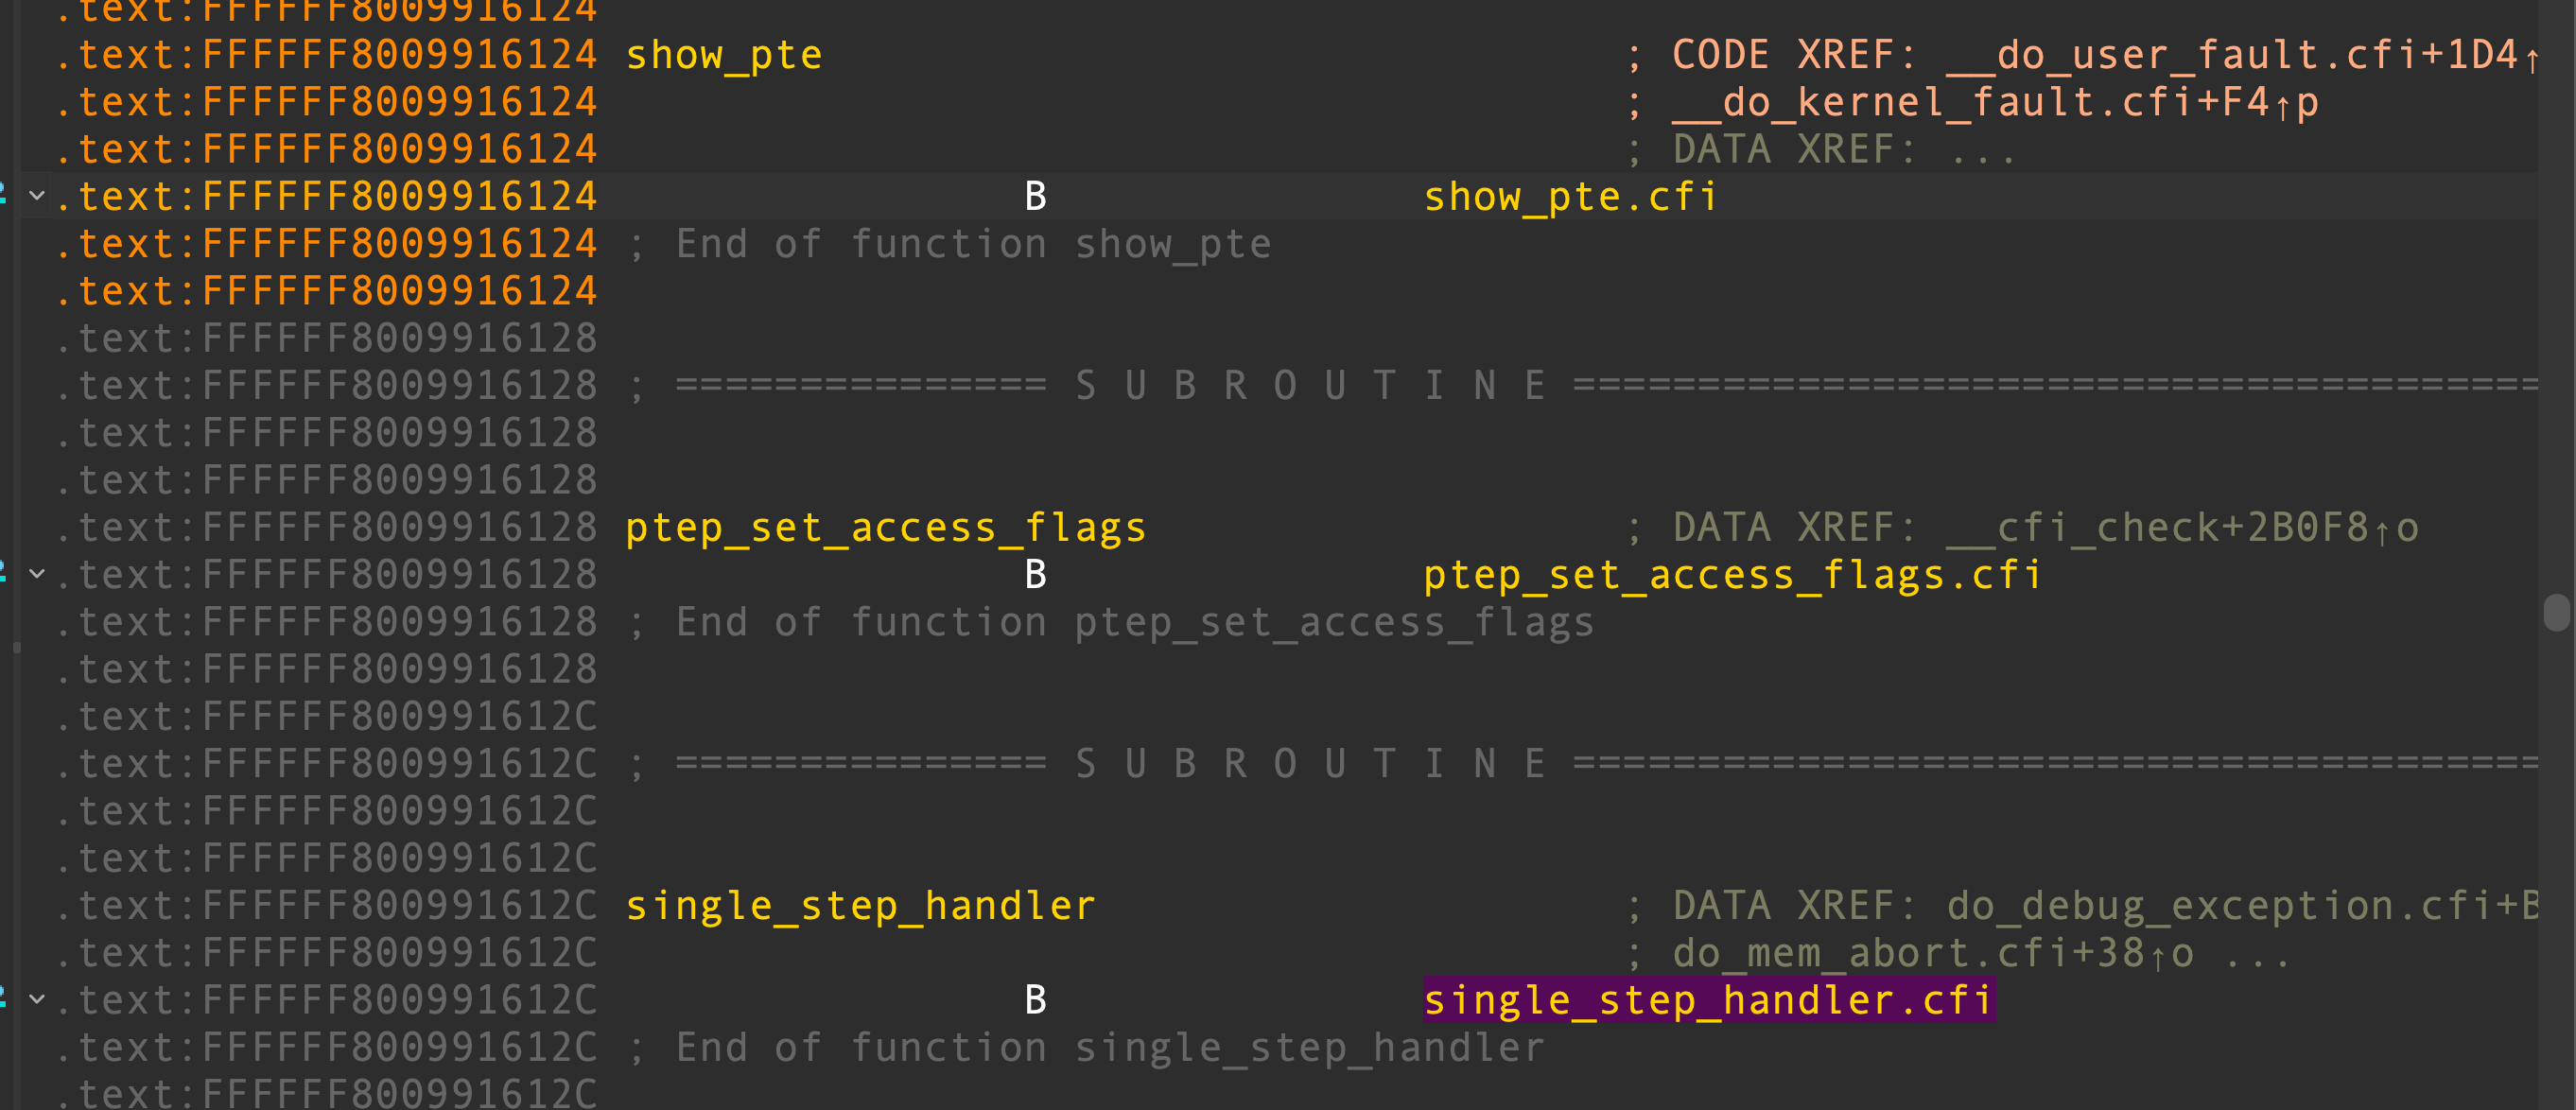 .text:FFFFFF8009916124
.text:FFFFFF8009916124 show_pte ; CODE XREF: __do_user_fault.cfi+1D4↑
.text:FFFFFF8009916124 ; __do_kernel_fault.cfi+F4↑p
.text:FFFFFF8009916124 ; DATA XREF: ...
.text:FFFFFF8009916124 B show_pte.cfi
.text:FFFFFF8009916124 ; End of function show_pte
.text:FFFFFF8009916124
.text:FFFFFF8009916128
.text:FFFFFF8009916128 ; =============== S U B R O U T I N E =======================================
.text:FFFFFF8009916128
.text:FFFFFF8009916128
.text:FFFFFF8009916128 ptep_set_access_flags ; DATA XREF: __cfi_check+2B0F8↑o
.text:FFFFFF8009916128 B ptep_set_access_flags.cfi
.text:FFFFFF8009916128 ; End of function ptep_set_access_flags
.text:FFFFFF8009916128
.text:FFFFFF800991612C
.text:FFFFFF800991612C ; =============== S U B R O U T I N E =======================================
.text:FFFFFF800991612C
.text:FFFFFF800991612C
.text:FFFFFF800991612C single_step_handler ; DATA XREF: do_debug_exception.cfi+B
.text:FFFFFF800991612C ; do_mem_abort.cfi+38↑o ...
.text:FFFFFF800991612C B single_step_handler.cfi
.text:FFFFFF800991612C ; End of function single_step_handler
.text:FFFFFF800991612C